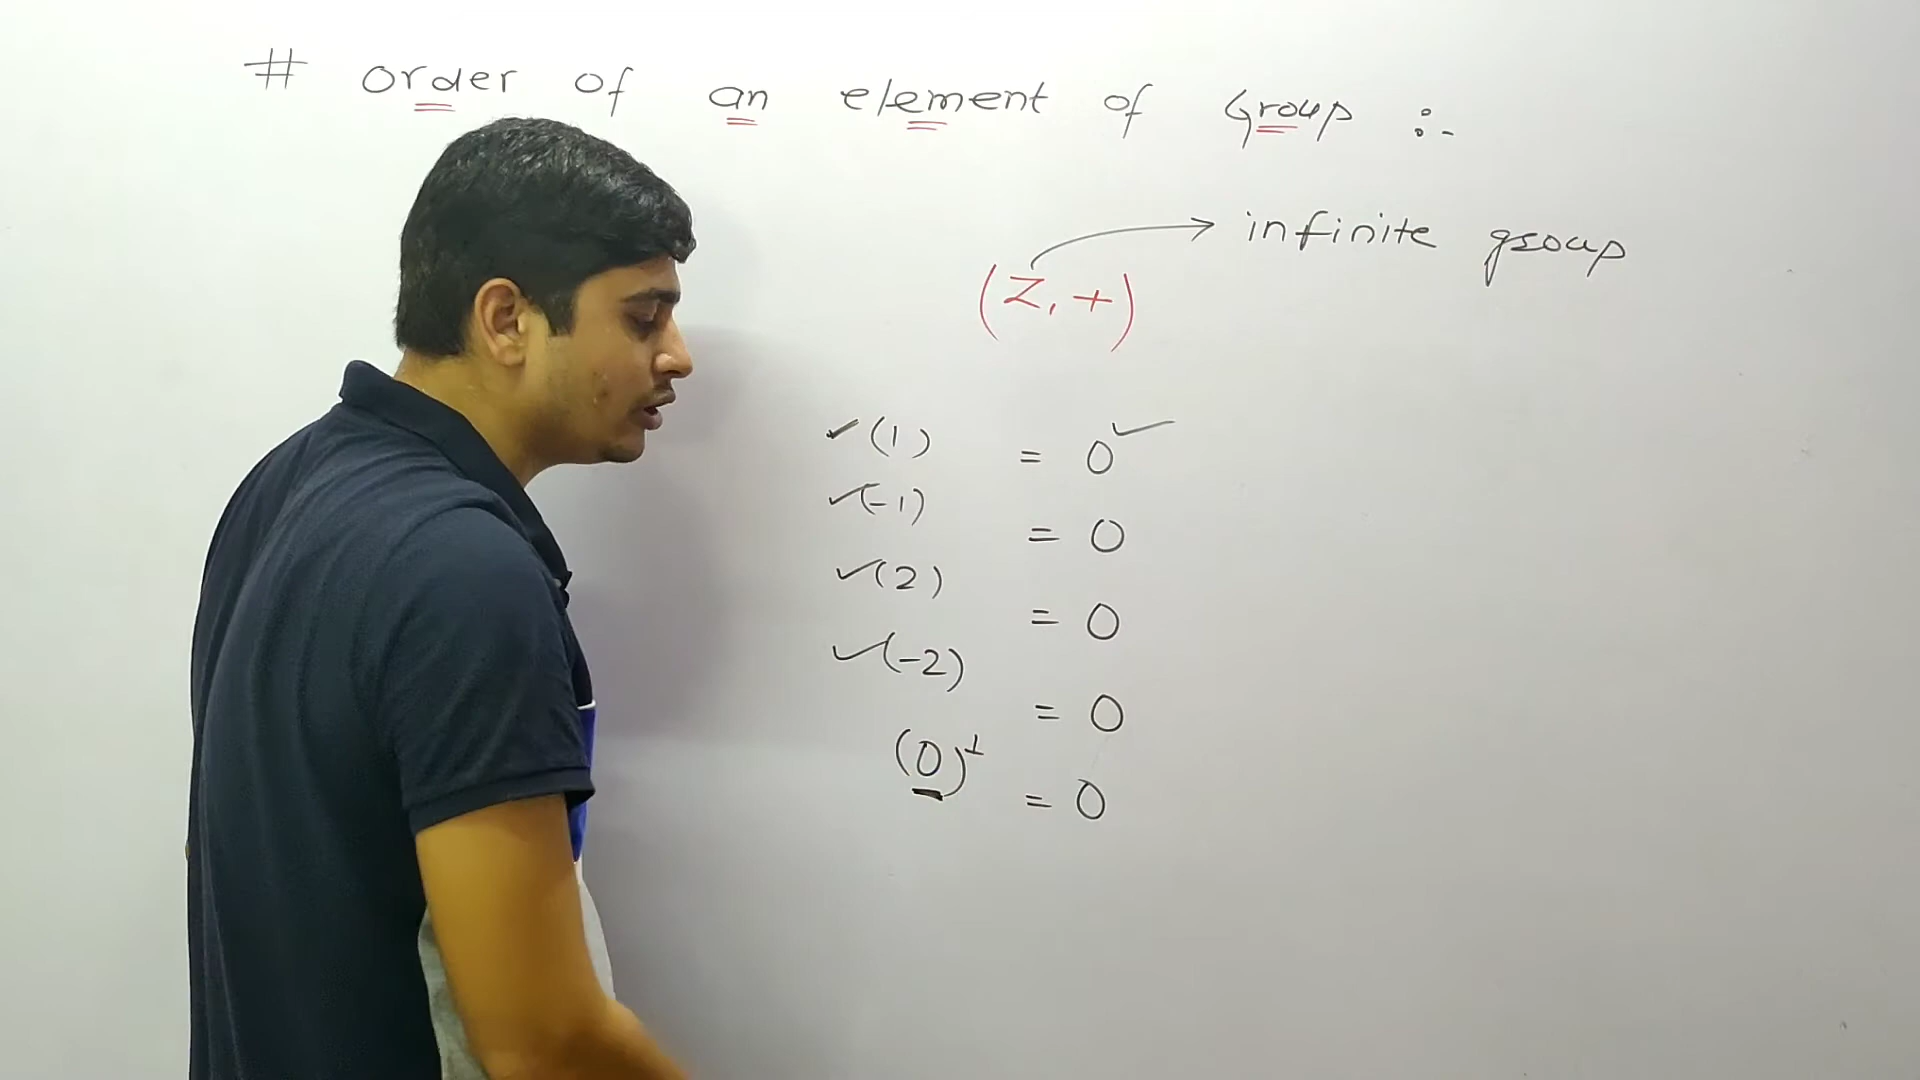 # order of an element of Group :-
infinite group
(Z, +)
✓(1) = 0✓
✓(-1) = 0
✓(2) = 0
✓(-2) = 0
(0)¹ = 0